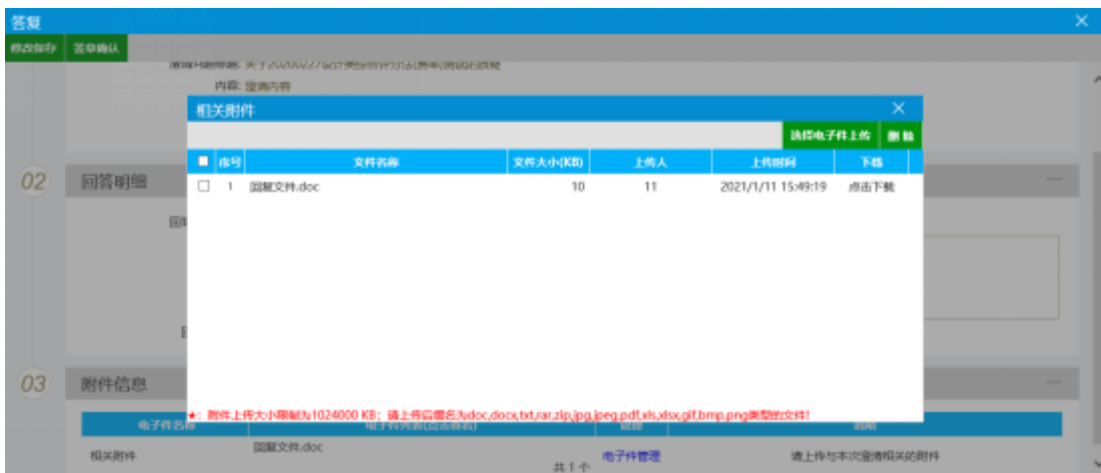 答复
修改保存 签章确认
内容: 澄清内容
相关附件
选择电子件上传 删除
序号 文件名称 文件大小(KB) 上传人 上传时间 下载
1 回复文件.doc 10 11 2021/1/11 15:49:19 点击下载
02 回答明细
03 附件信息
★: 附件上传大小限制为1024000 KB; 请上传后缀名为doc,docx,txt,rar,zip,jpg,jpeg,pdf,xls,xlsx,gif,bmp,png类型的文件!
相关附件 回复文件.doc 共 1 个 电子件管理 请上传与本次澄清相关的附件